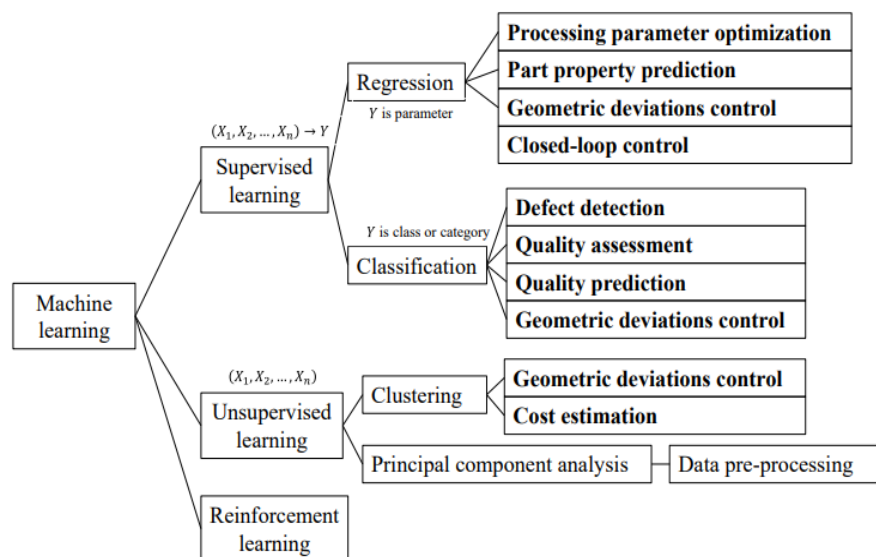 Machine
learning
(X₁, X₂, ..., Xₙ) → Y
Supervised
learning
Regression
Y is parameter
Processing parameter optimization
Part property prediction
Geometric deviations control
Closed-loop control
Y is class or category
Classification
Defect detection
Quality assessment
Quality prediction
Geometric deviations control
(X₁, X₂, ..., Xₙ)
Unsupervised
learning
Clustering
Geometric deviations control
Cost estimation
Principal component analysis
Data pre-processing
Reinforcement
learning